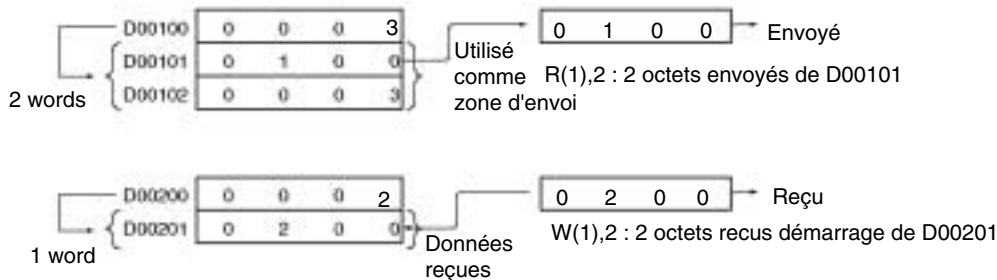 D00100 0 0 0 3
D00101 0 1 0 0
D00102 0 0 0 3
2 words
Utilisé
comme
zone d'envoi
0 1 0 0 Envoyé
R(1),2 : 2 octets envoyés de D00101
D00200 0 0 0 2
D00201 0 2 0 0
1 word
Données
reçues
0 2 0 0 Reçu
W(1),2 : 2 octets recus démarrage de D00201